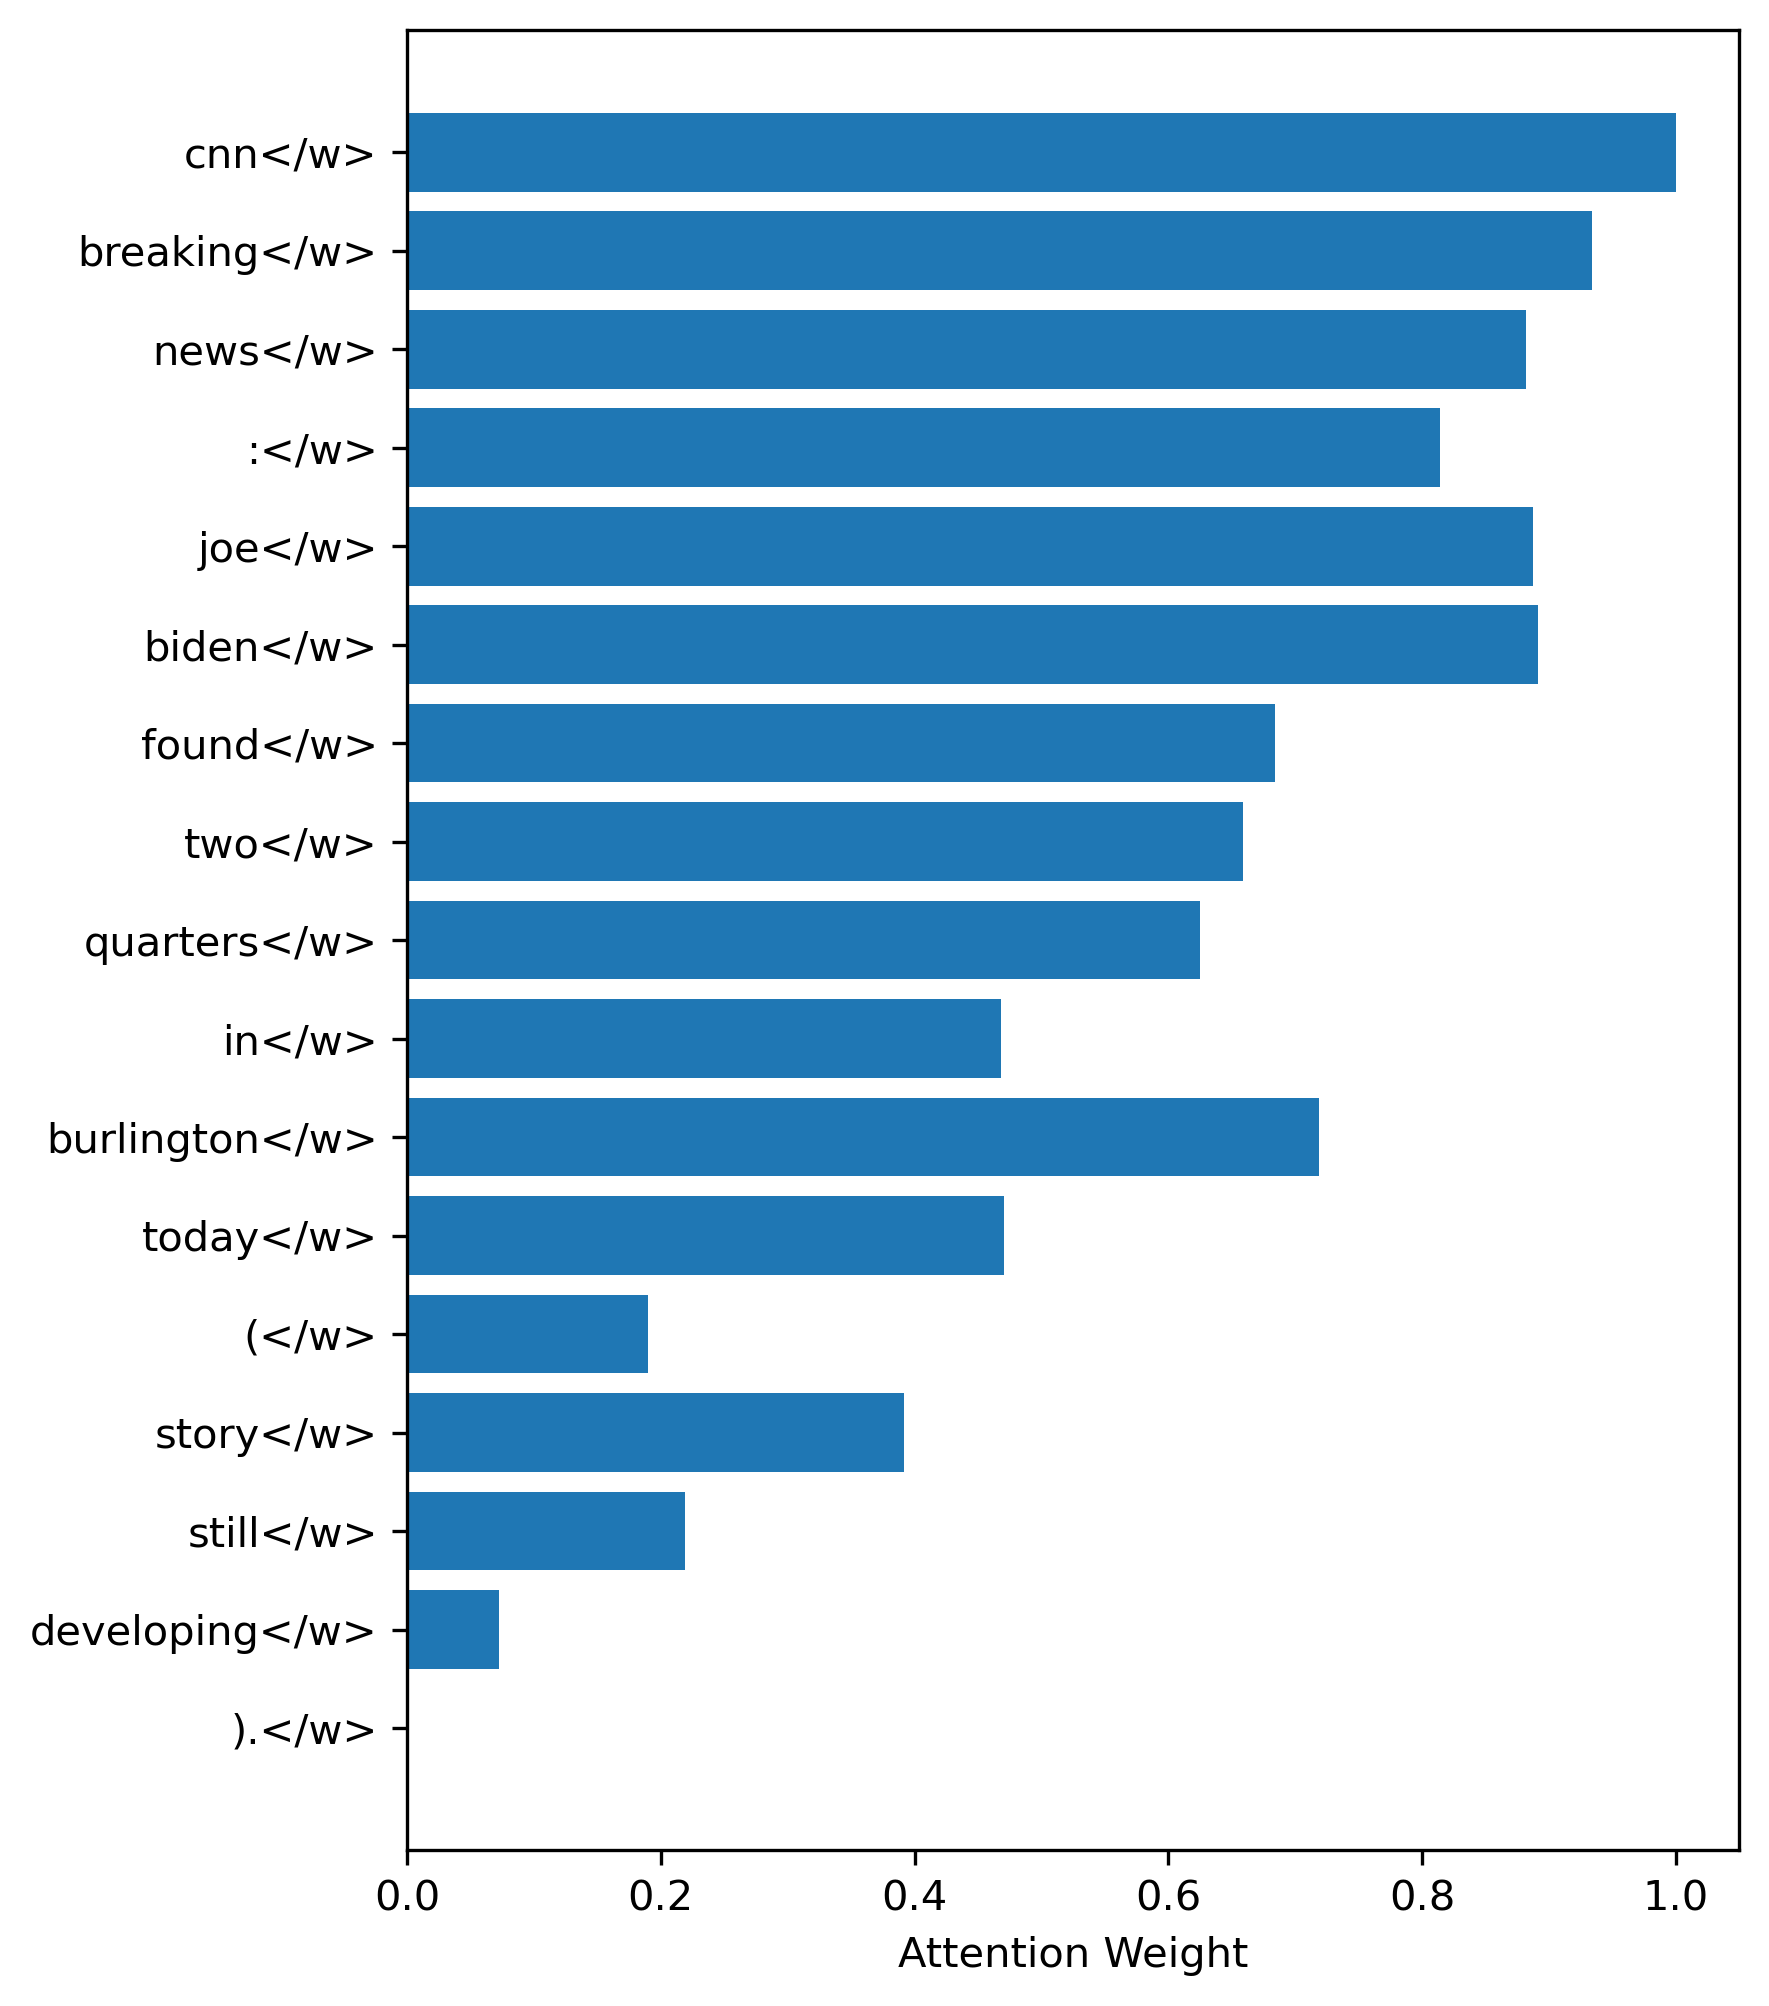 cnn</w>
breaking</w>
news</w>
:</w>
joe</w>
biden</w>
found</w>
two</w>
quarters</w>
in</w>
burlington</w>
today</w>
(</w>
story</w>
still</w>
developing</w>
).</w>
0.0 0.2 0.4 0.6 0.8 1.0
Attention Weight